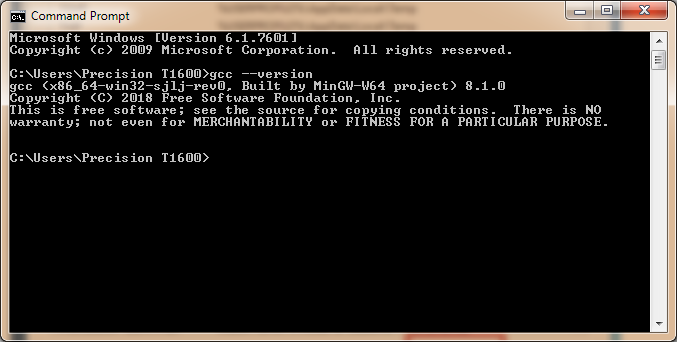 Command Prompt
Microsoft Windows [Version 6.1.7601]
Copyright (c) 2009 Microsoft Corporation.  All rights reserved.
C:\Users\Precision T1600>gcc --version
gcc (x86_64-win32-sjlj-rev0, Built by MinGW-W64 project) 8.1.0
Copyright (C) 2018 Free Software Foundation, Inc.
This is free software; see the source for copying conditions.  There is NO
warranty; not even for MERCHANTABILITY or FITNESS FOR A PARTICULAR PURPOSE.
C:\Users\Precision T1600>